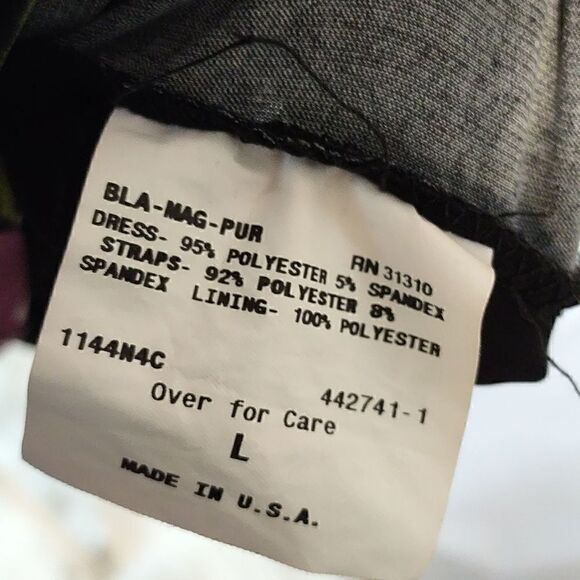 BLA-MAG-PUR RN 31310
DRESS- 95% POLYESTER 5% SPANDEX
STRAPS- 92% POLYESTER 8%
SPANDEX LINING- 100% POLYESTER
1144N4C 442741-1
Over for Care
L
MADE IN U.S.A.